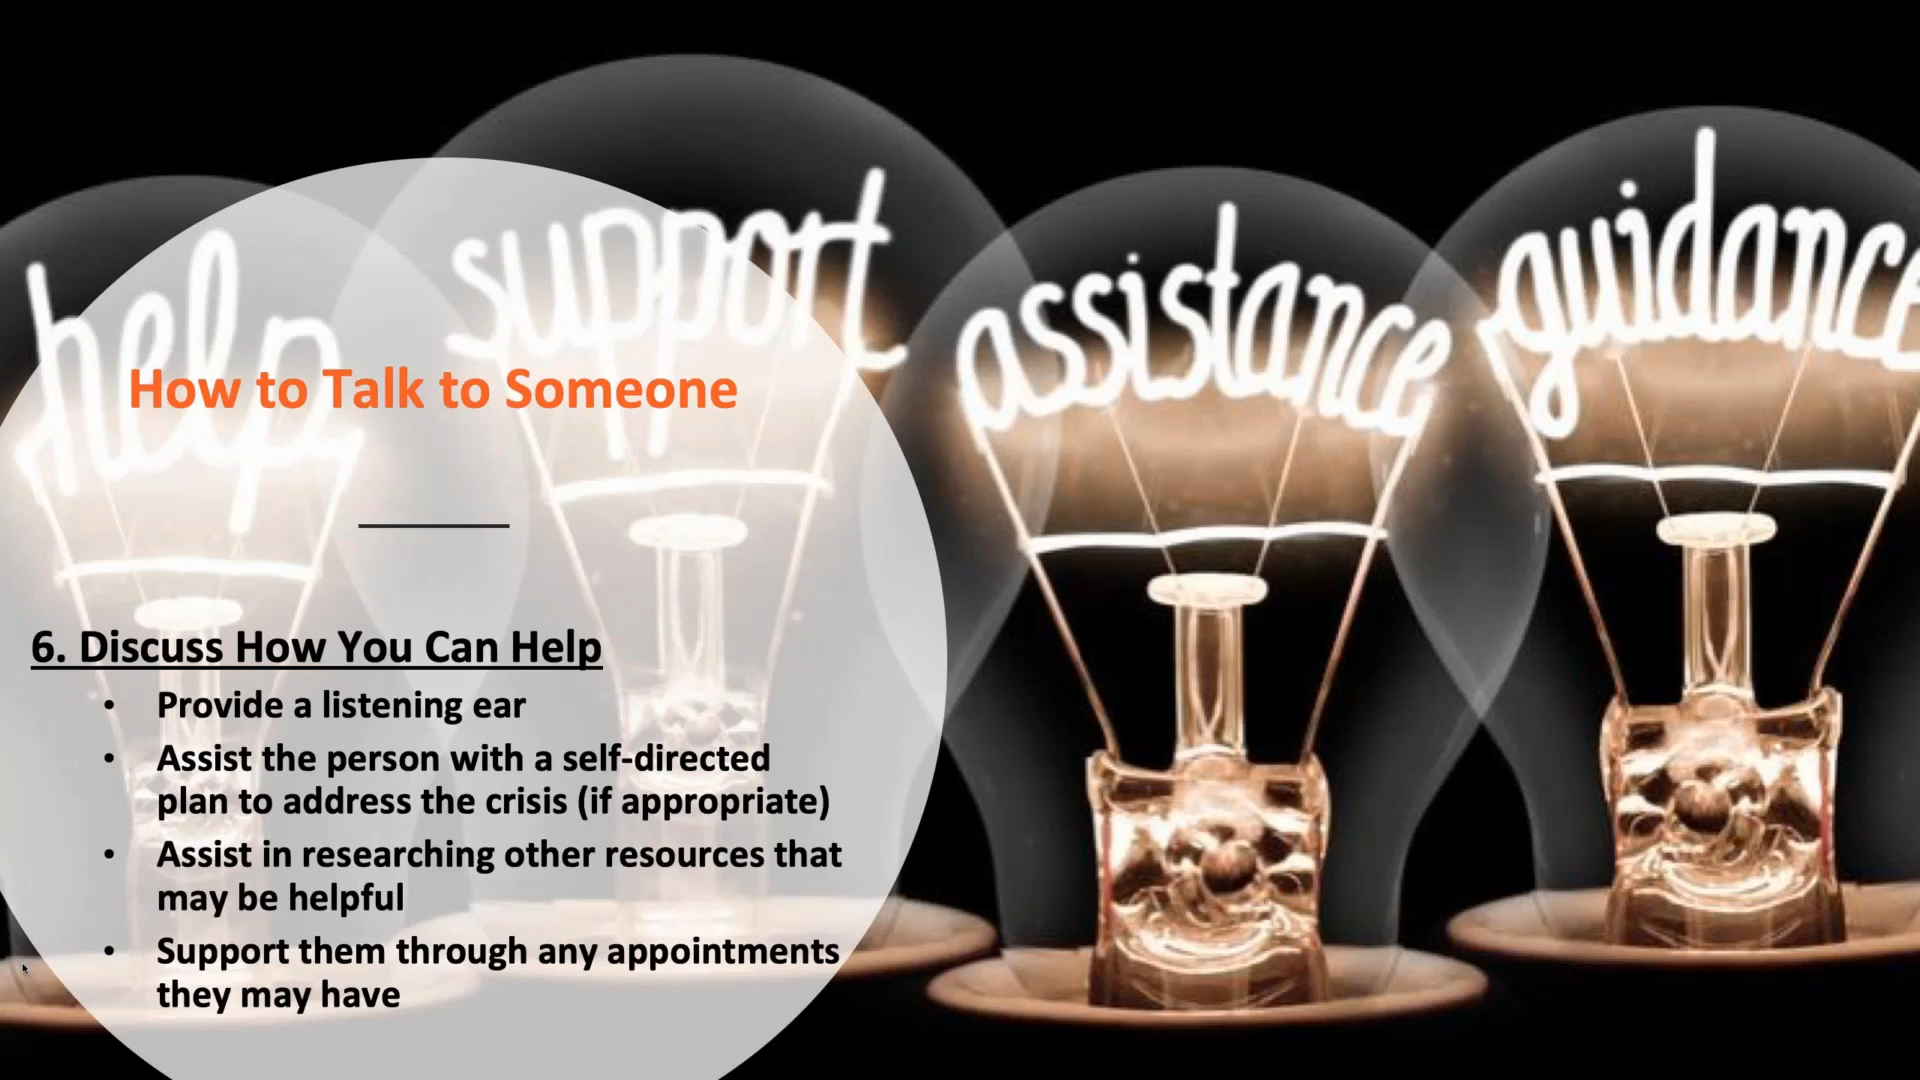 help
support
assistance
guidance
How to Talk to Someone
6. Discuss How You Can Help
• Provide a listening ear
• Assist the person with a self-directed
plan to address the crisis (if appropriate)
• Assist in researching other resources that
may be helpful
• Support them through any appointments
they may have